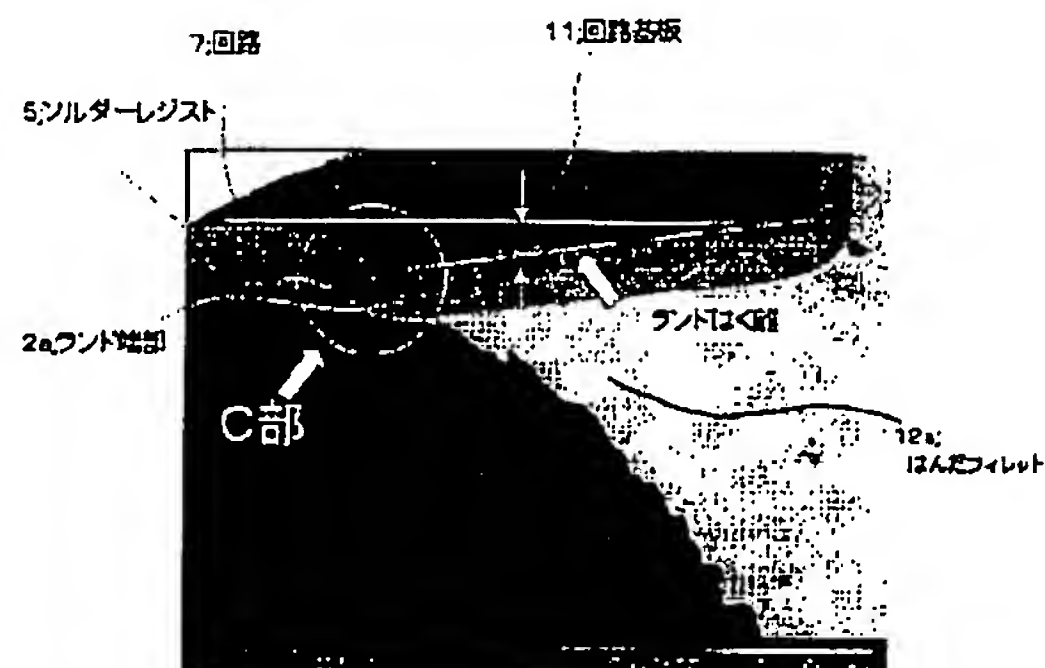 7;回路
11;回路基板
5;ソルダーレジスト
ランドはく離
2a;ランド端部
C部
12a;
はんだフィレット